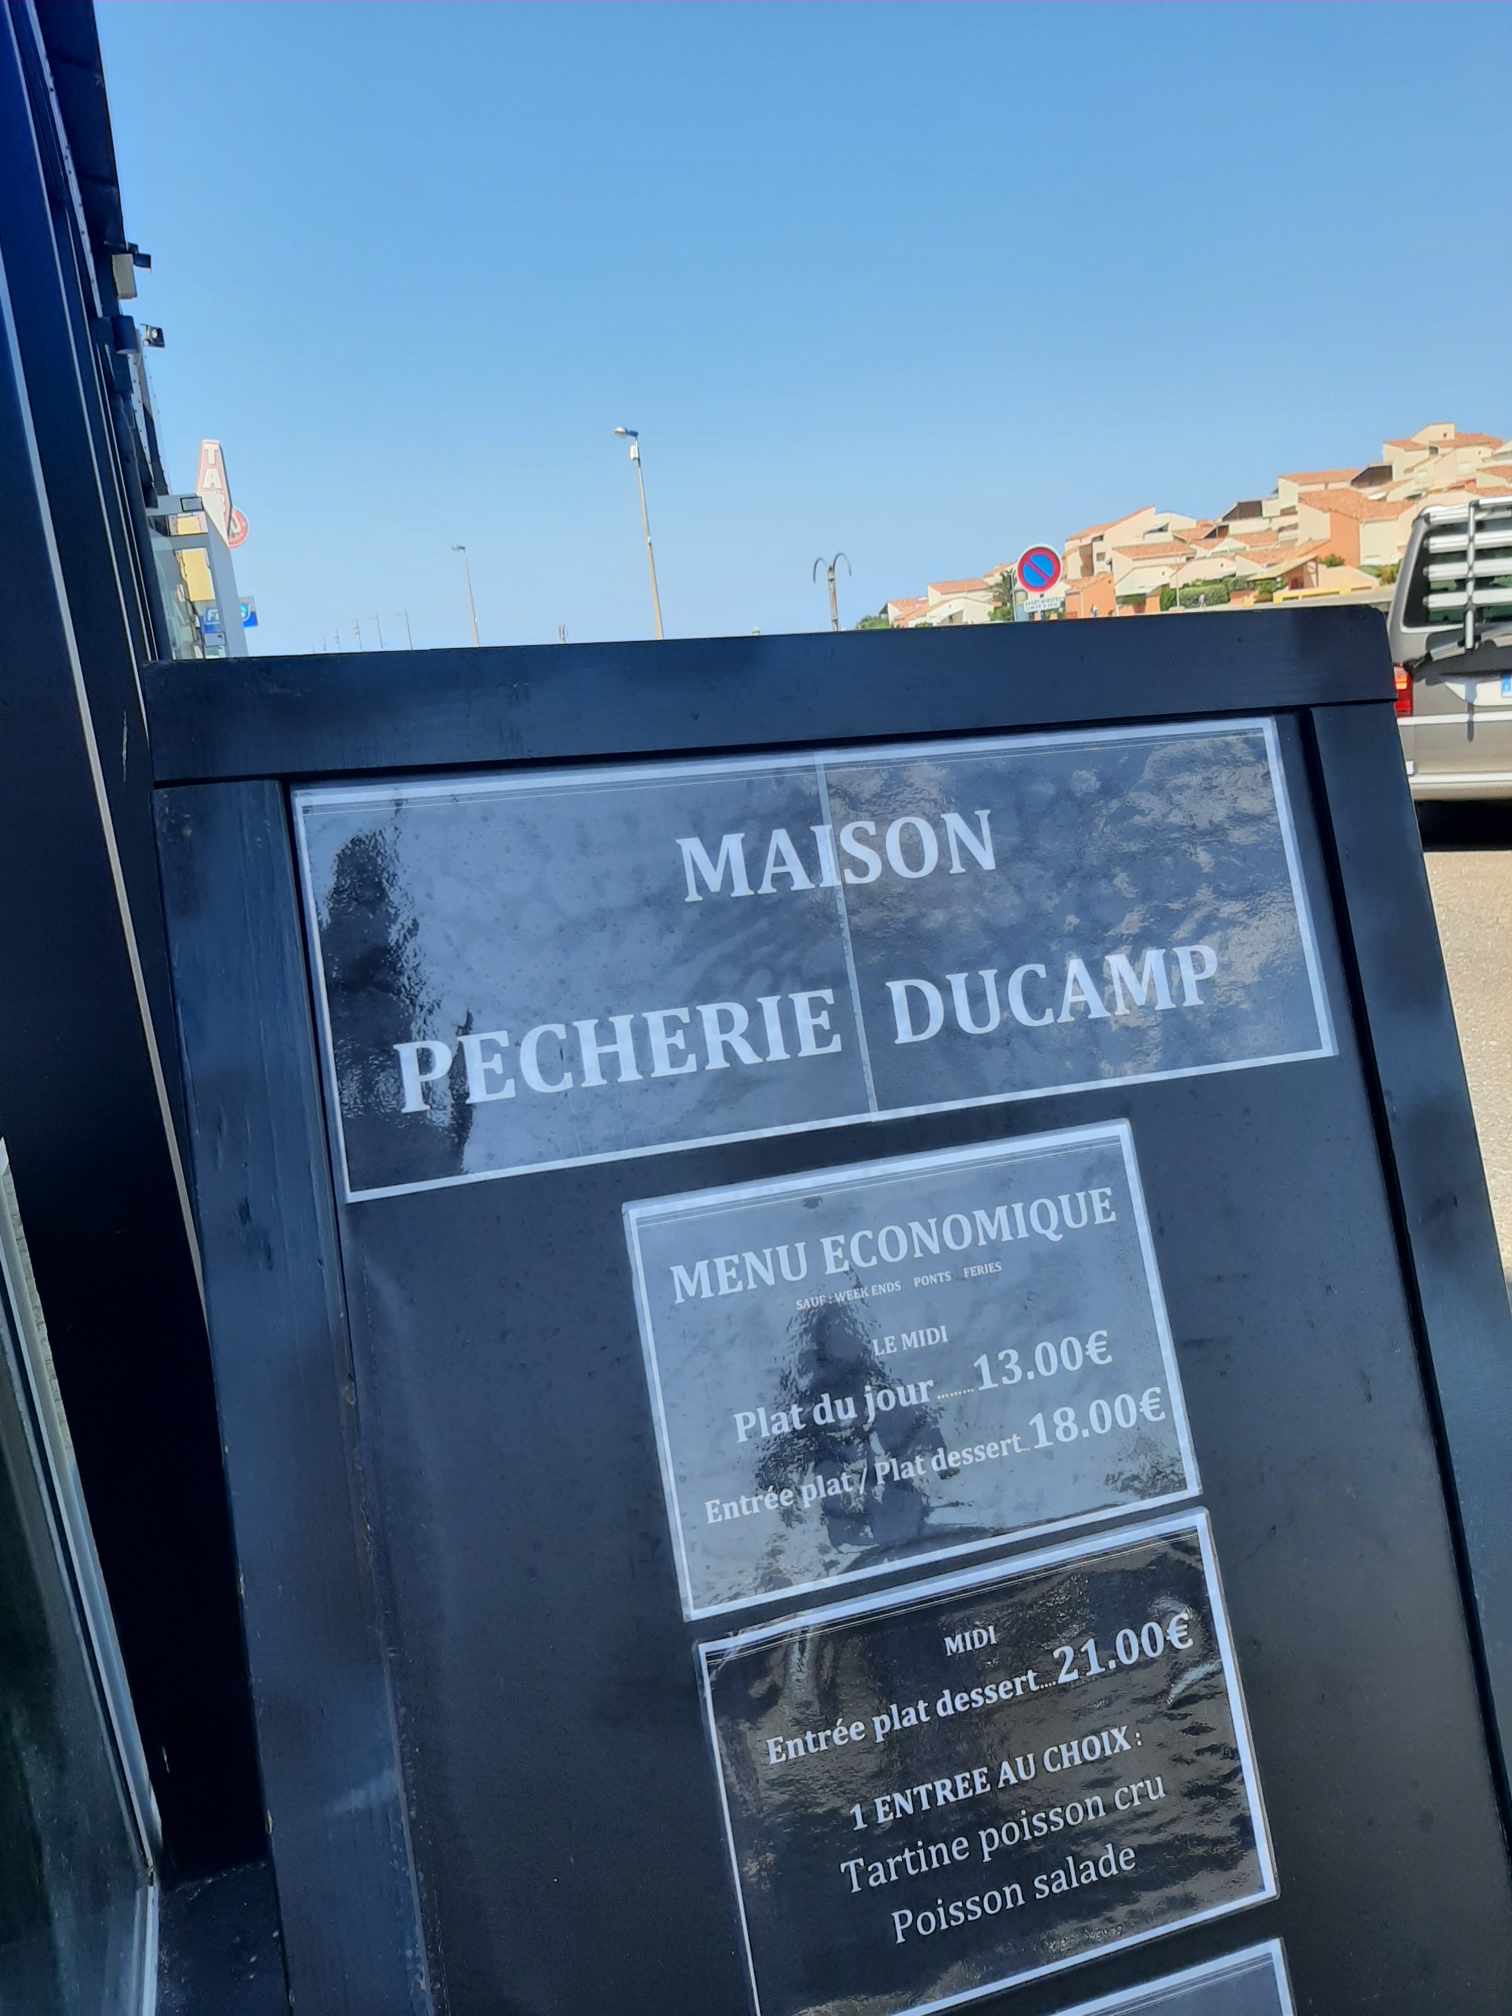 MAISON
PECHERIE DUCAMP
MENU ECONOMIQUE
SAUF : WEEK ENDS PONTS FERIES
LE MIDI
Plat du jour.........13.00€
Entrée plat / Plat dessert..18.00€
MIDI
Entrée plat dessert....21.00€
1 ENTREE AU CHOIX :
Tartine poisson cru
Poisson salade